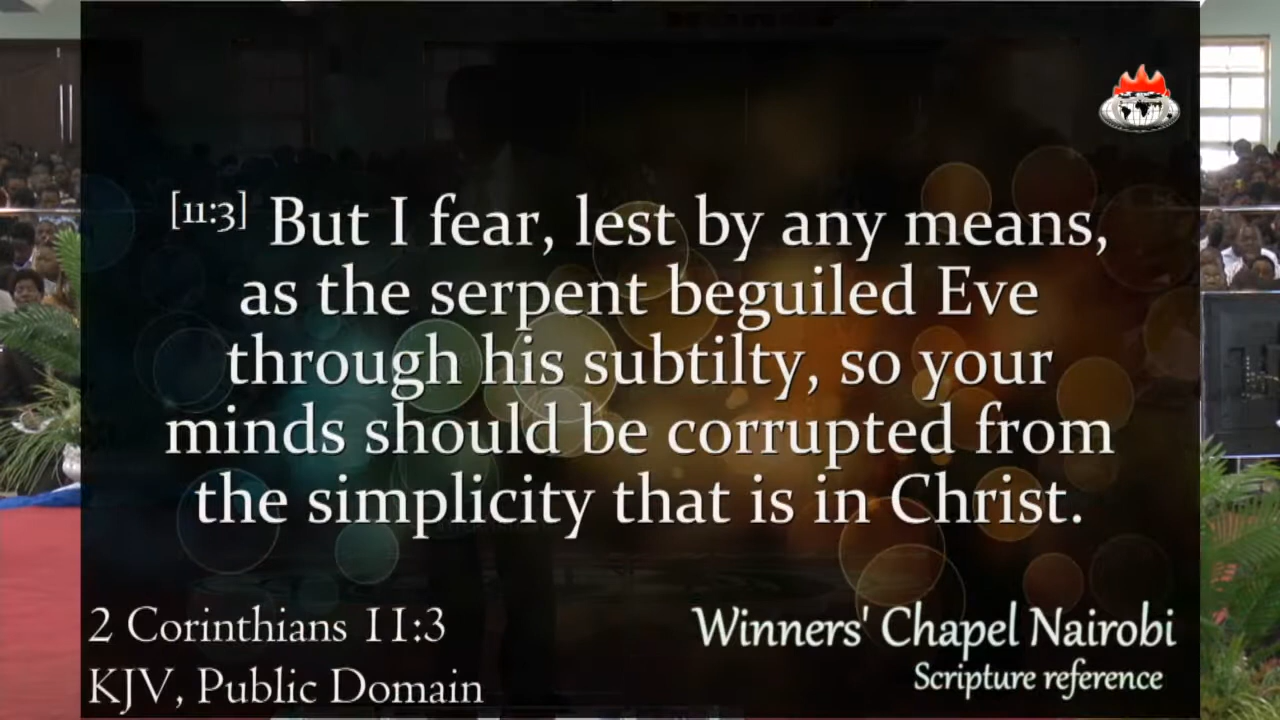 [11:3] But I fear, lest by any means,
as the serpent beguiled Eve
through his subtilty, so your
minds should be corrupted from
the simplicity that is in Christ.
2 Corinthians 11:3
KJV, Public Domain
Winners' Chapel Nairobi
Scripture reference